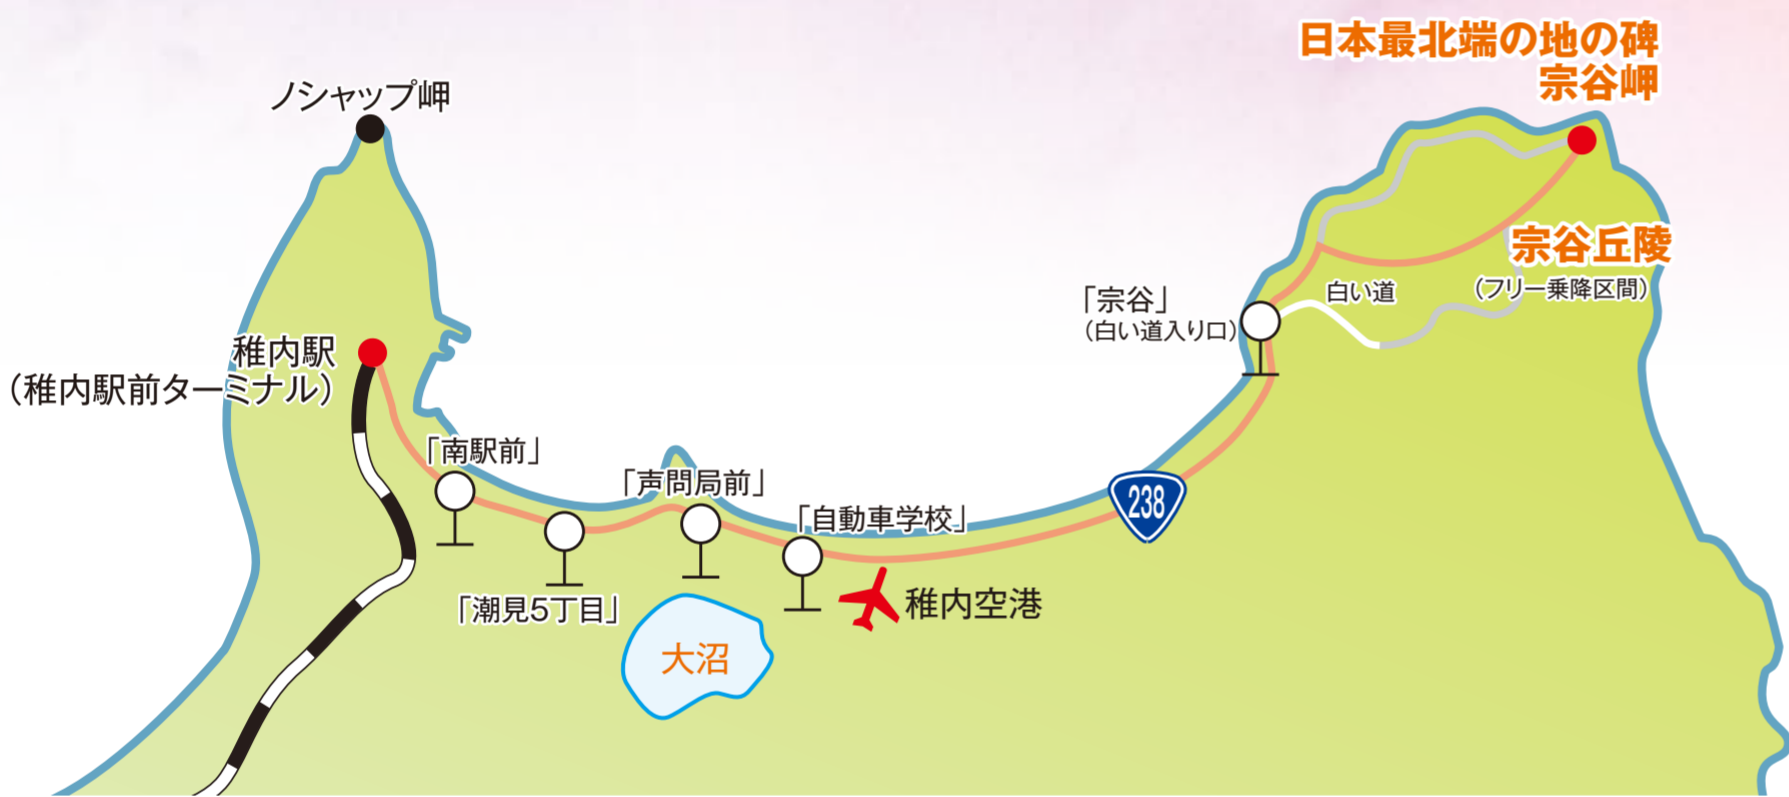 日本最北端の地の碑
宗谷岬
ノシャップ岬
宗谷丘陵
（フリー乗降区間）
白い道
「宗谷」
（白い道入り口）
稚内駅
（稚内駅前ターミナル）
「南駅前」
「声問局前」
「自動車学校」
238
「潮見5丁目」
稚内空港
大沼